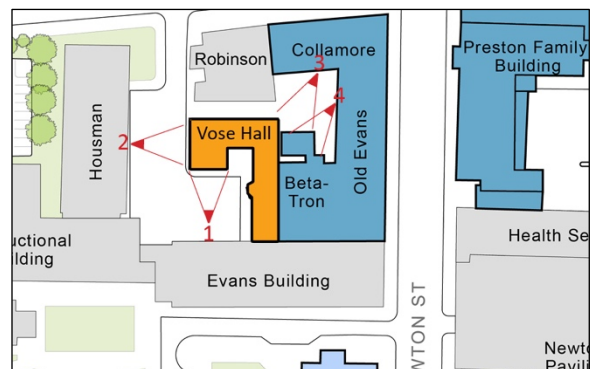 Collamore
Robinson
Preston Family
Building
3
4
Vose Hall
2
Housman
Old Evans
Beta-
Tron
1
uctional
ilding
Health Se
Evans Building
WTON ST
Newto
Pavili